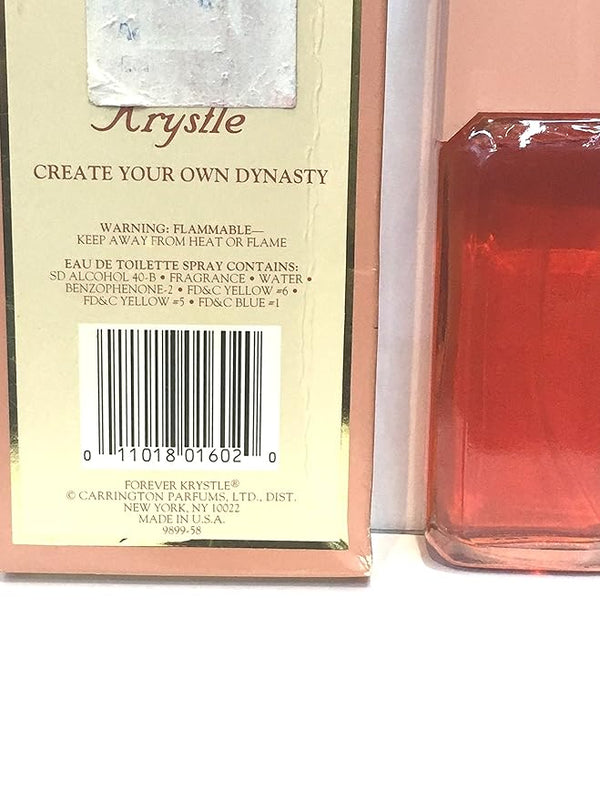 Krystle
CREATE YOUR OWN DYNASTY
WARNING: FLAMMABLE—
KEEP AWAY FROM HEAT OR FLAME
EAU DE TOILETTE SPRAY CONTAINS:
SD ALCOHOL 40-B • FRAGRANCE • WATER •
BENZOPHENONE-2 • FD&C YELLOW #6 •
FD&C YELLOW #5 • FD&C BLUE #1
0 11018 01602 0
FOREVER KRYSTLE®
© CARRINGTON PARFUMS, LTD., DIST.
NEW YORK, NY 10022
MADE IN U.S.A.
9899-58